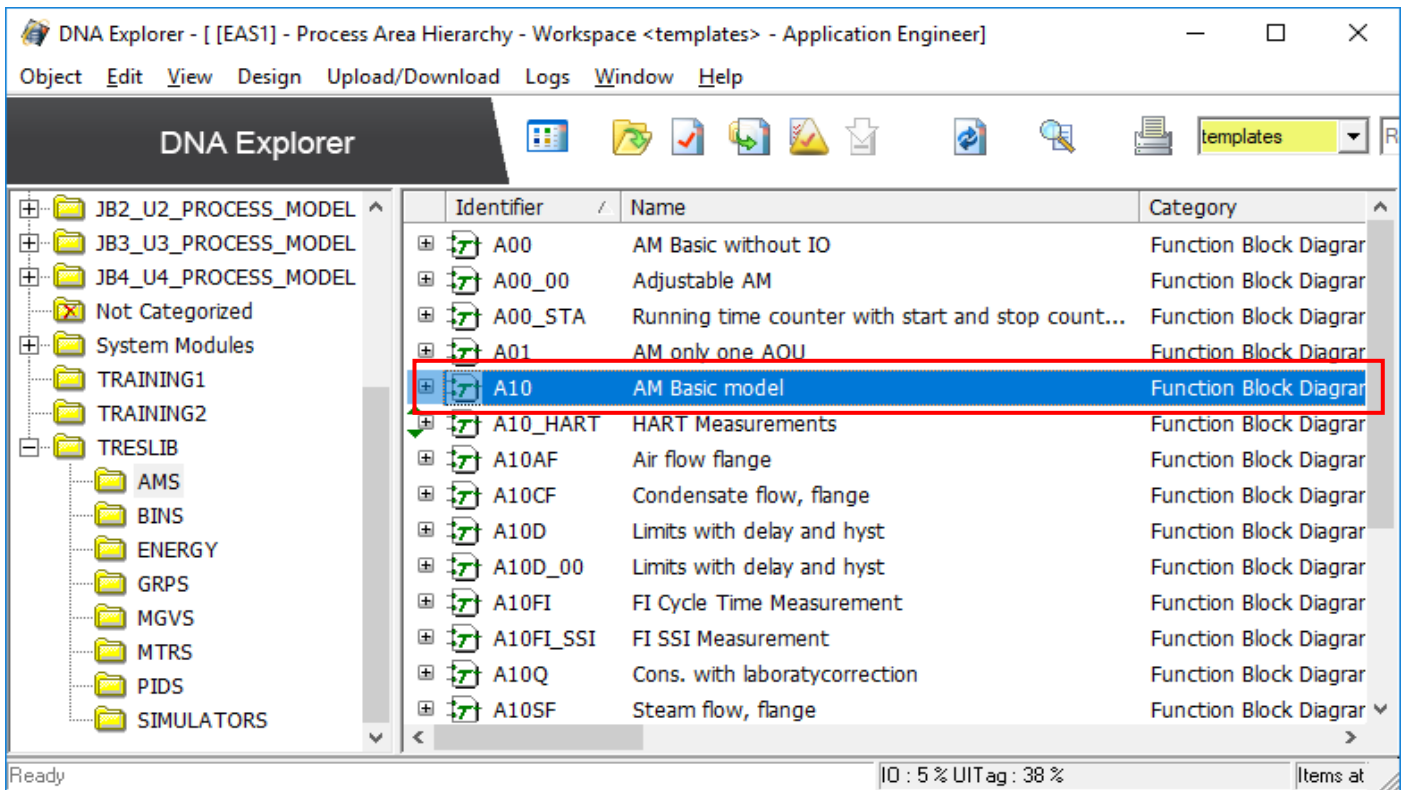 DNA Explorer - [ [EAS1] - Process Area Hierarchy - Workspace <templates> - Application Engineer]
Object Edit View Design Upload/Download Logs Window Help
DNA Explorer
templates R
JB2_U2_PROCESS_MODEL
JB3_U3_PROCESS_MODEL
JB4_U4_PROCESS_MODEL
Not Categorized
System Modules
TRAINING1
TRAINING2
TRESLIB
AMS
BINS
ENERGY
GRPS
MGVS
MTRS
PIDS
SIMULATORS
Identifier Name Category
A00 AM Basic without IO Function Block Diagrar
A00_00 Adjustable AM Function Block Diagrar
A00_STA Running time counter with start and stop count... Function Block Diagrar
A01 AM only one AOU Function Block Diagrar
A10 AM Basic model Function Block Diagrar
A10_HART HART Measurements Function Block Diagrar
A10AF Air flow flange Function Block Diagrar
A10CF Condensate flow, flange Function Block Diagrar
A10D Limits with delay and hyst Function Block Diagrar
A10D_00 Limits with delay and hyst Function Block Diagrar
A10FI FI Cycle Time Measurement Function Block Diagrar
A10FI_SSI FI SSI Measurement Function Block Diagrar
A10Q Cons. with laboratycorrection Function Block Diagrar
A10SF Steam flow, flange Function Block Diagrar
Ready IO : 5 % UITag : 38 % Items at